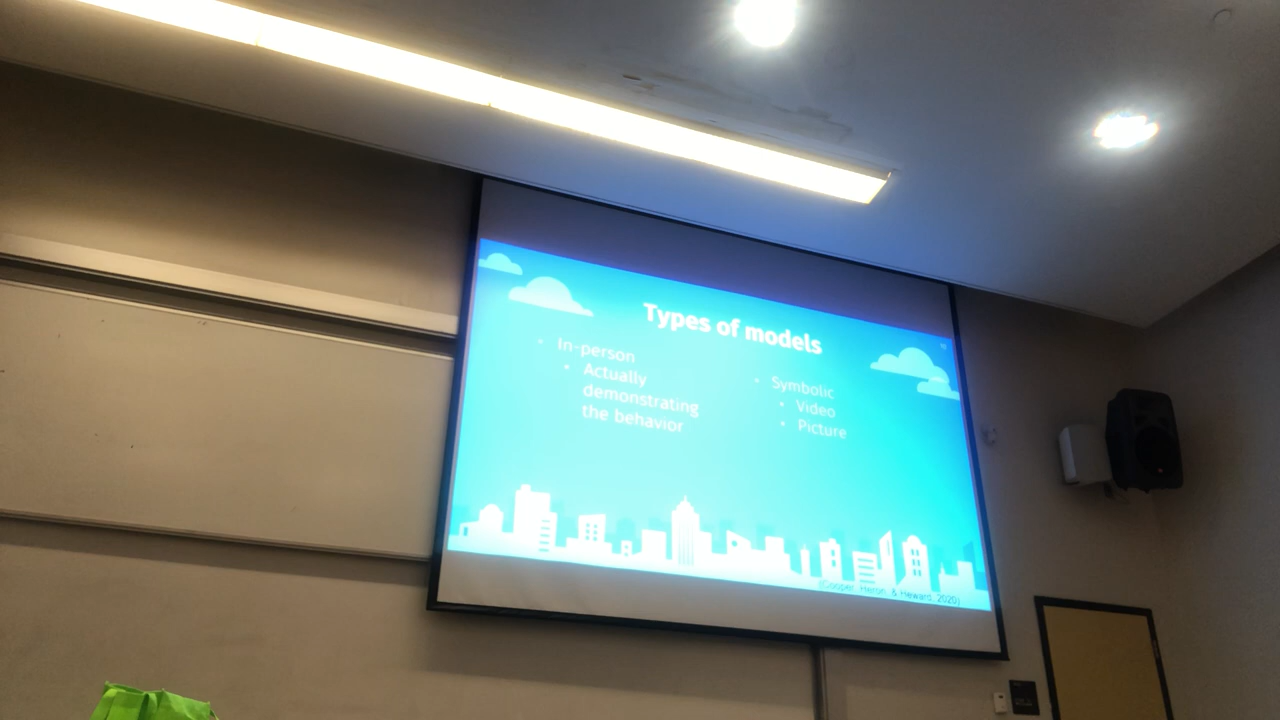 Types of models
• In-person
• Actually
demonstrating
the behavior
• Symbolic
• Video
• Picture
(Cooper, Heron, & Heward, 2020)